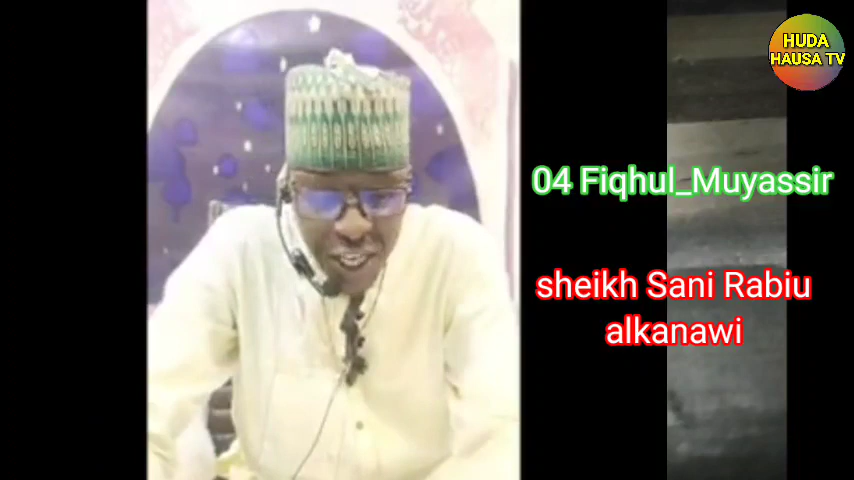 HUDA
HAUSA TV
04 Fiqhul_Muyassir
sheikh Sani Rabiu
alkanawi